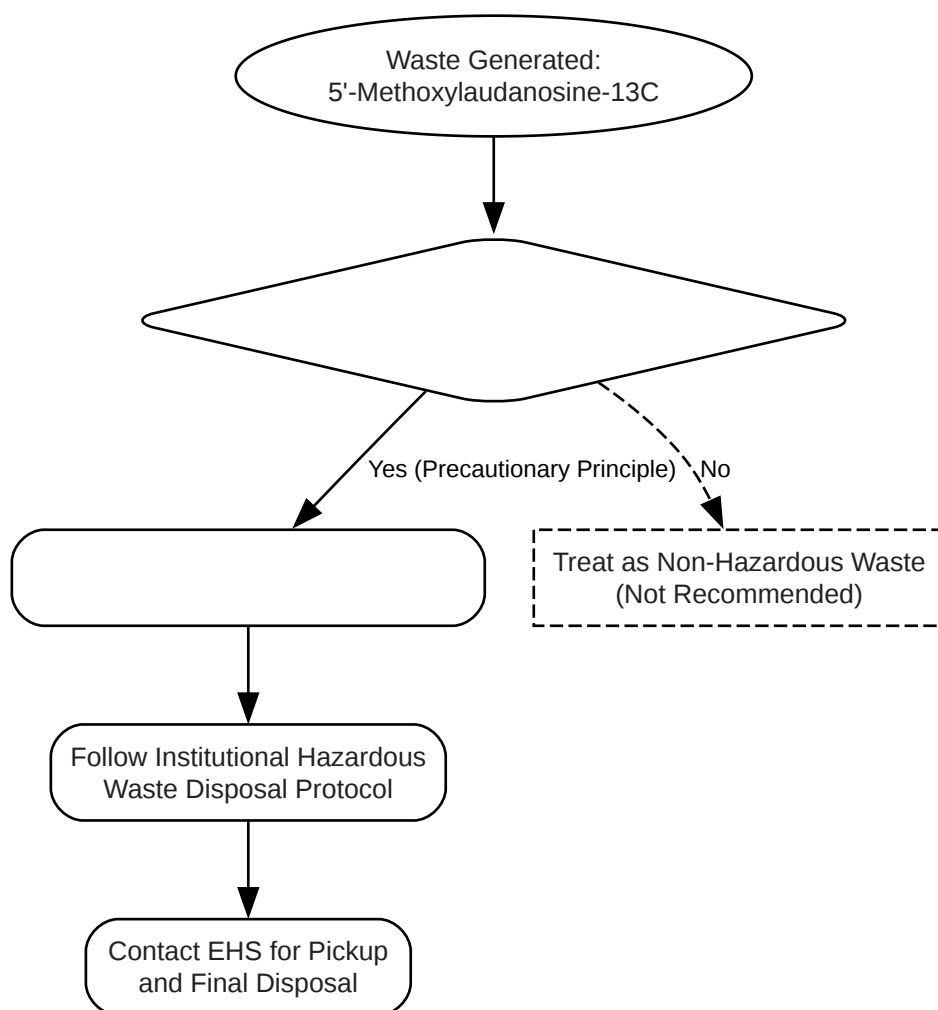 Waste Generated:
5'-Methoxylaudanosine-13C
Yes (Precautionary Principle)
No
Treat as Non-Hazardous Waste
(Not Recommended)
Follow Institutional Hazardous
Waste Disposal Protocol
Contact EHS for Pickup
and Final Disposal